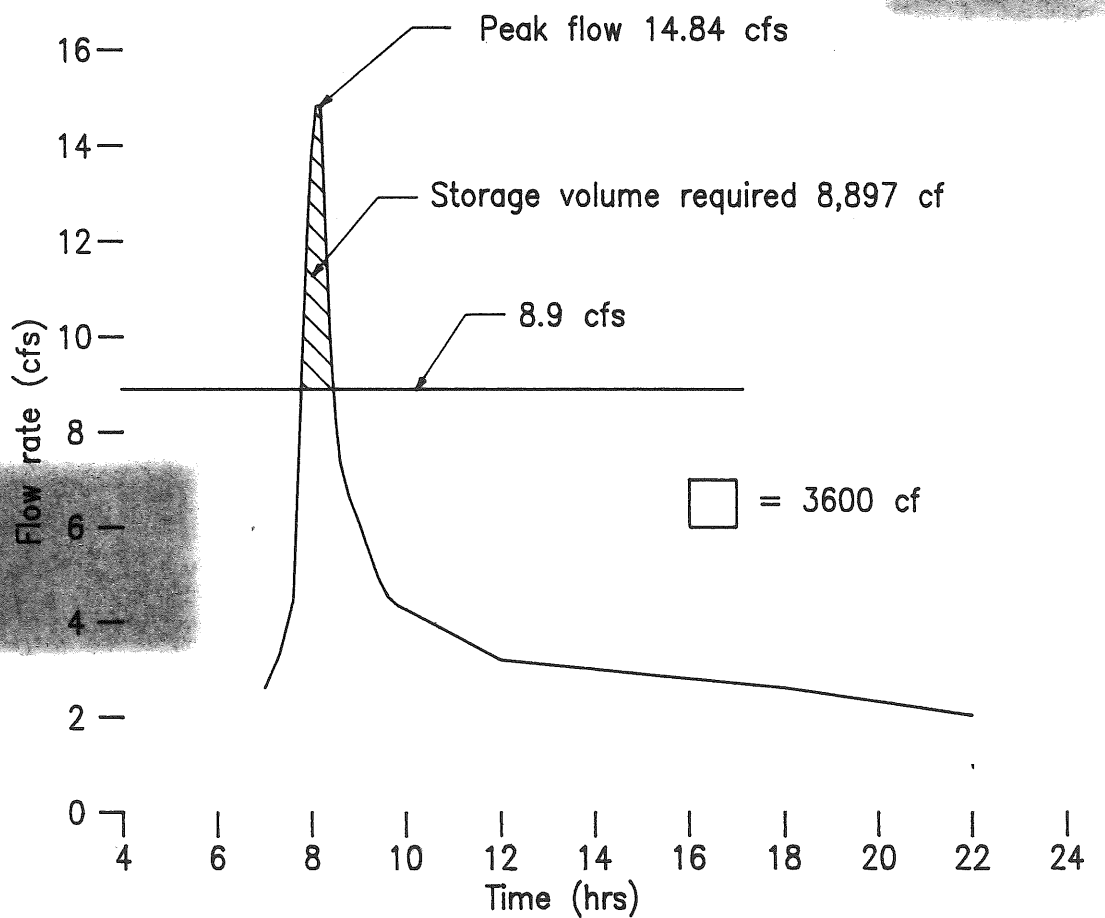 Peak flow 14.84 cfs
16
14
Storage volume required 8,897 cf
12
8.9 cfs
10
Flow rate (cfs)
8
= 3600 cf
6
4
2
0
4 6 8 10 12 14 16 18 20 22 24
Time (hrs)